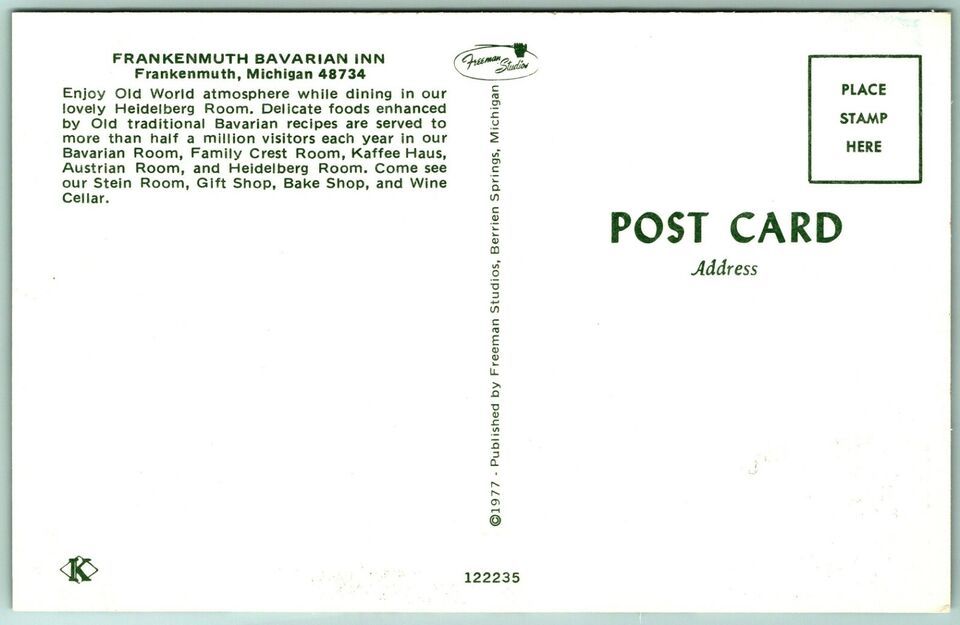 FRANKENMUTH BAVARIAN INN
Frankenmuth, Michigan 48734
Enjoy Old World atmosphere while dining in our
lovely Heidelberg Room. Delicate foods enhanced
by Old traditional Bavarian recipes are served to
more than half a million visitors each year in our
Bavarian Room, Family Crest Room, Kaffee Haus,
Austrian Room, and Heidelberg Room. Come see
our Stein Room, Gift Shop, Bake Shop, and Wine
Cellar.
Freeman
Studios
©1977 - Published by Freeman Studios, Berrien Springs, Michigan
PLACE
STAMP
HERE
POST CARD
Address
K
122235